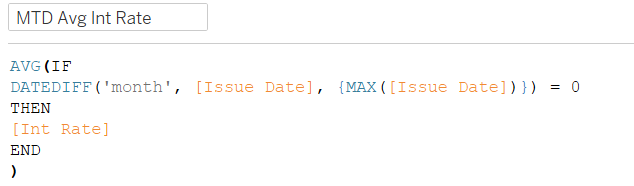 MTD Avg Int Rate
AVG(IF
DATEDIFF('month', [Issue Date], {MAX([Issue Date])}) = 0
THEN
[Int Rate]
END
)